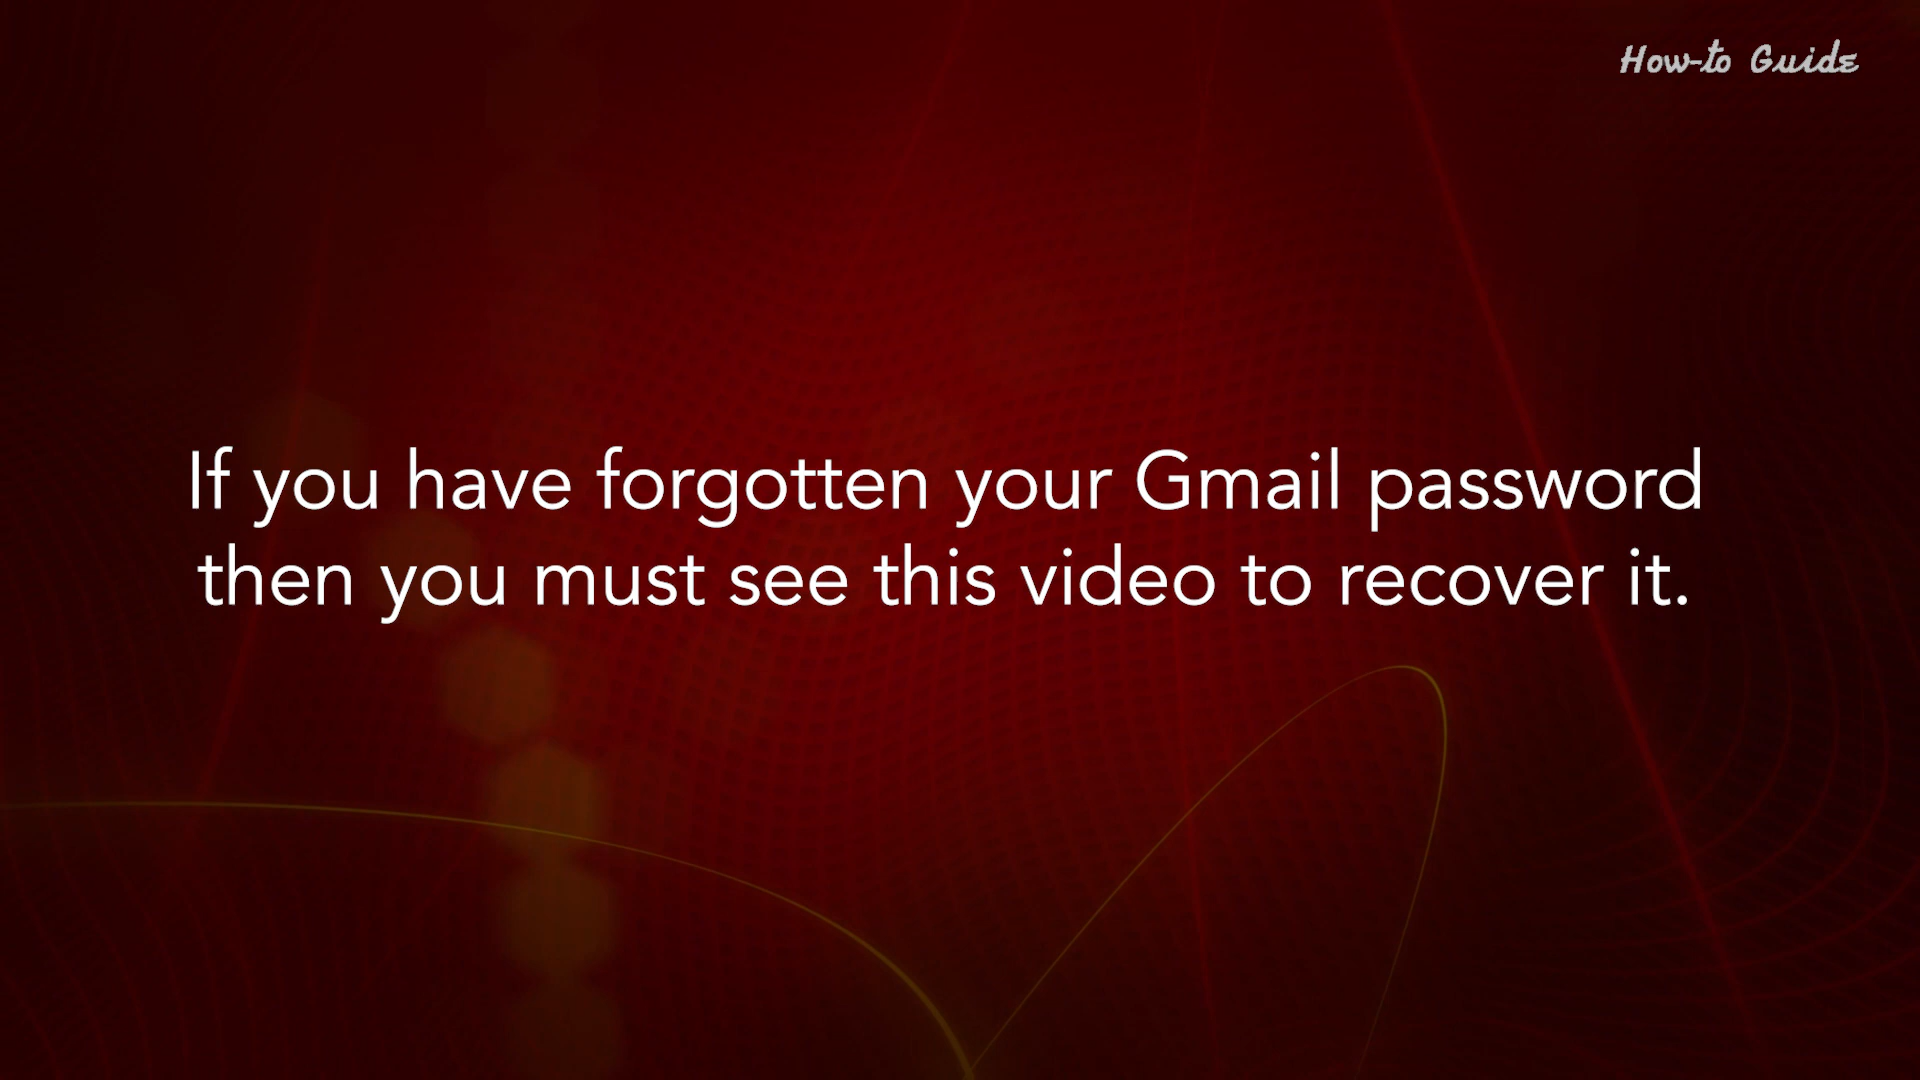 How-to Guide
If you have forgotten your Gmail password
then you must see this video to recover it.